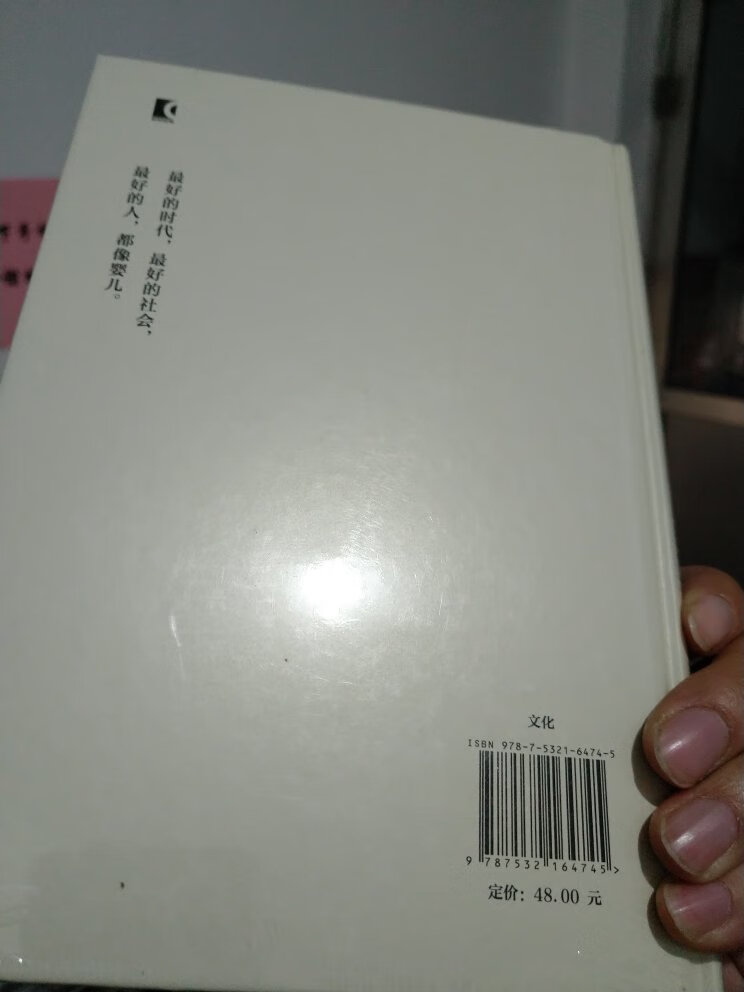 最好的时代，最好的社会，
最好的人，都像婴儿。
文化
ISBN 978-7-5321-6474-5
9 787532 164745>
定价：48.00 元